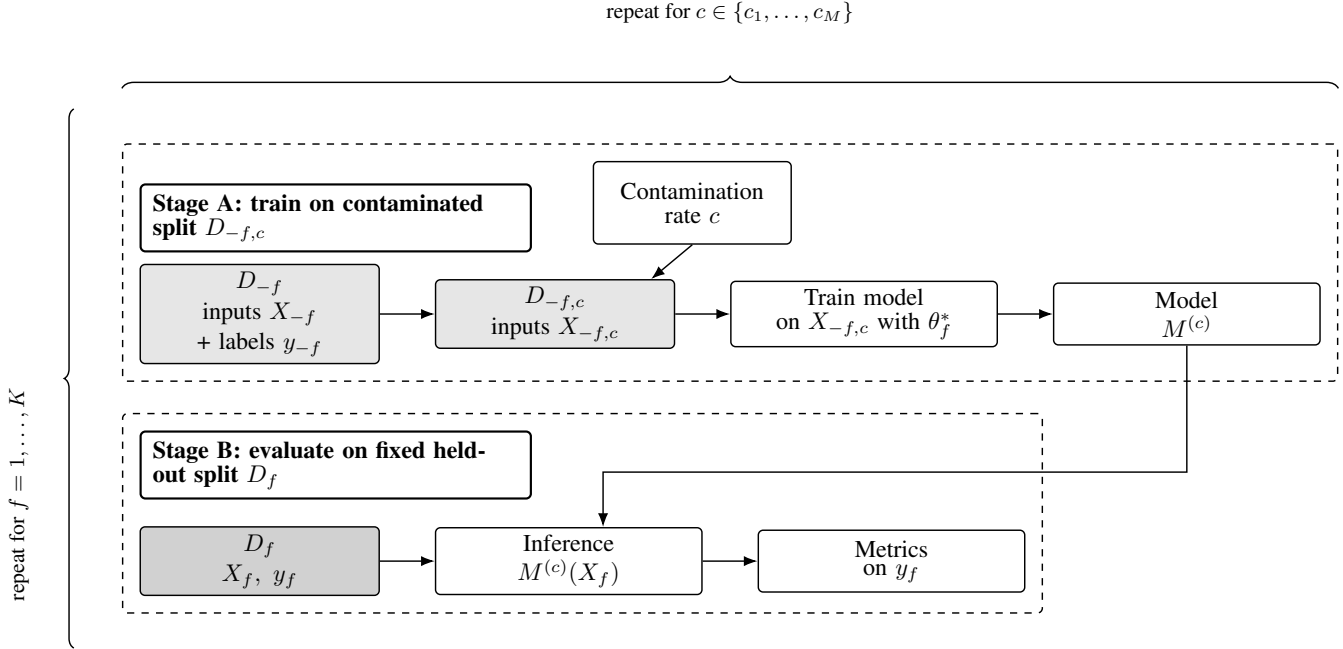 repeat for c ∈ {c₁, . . . , c_M}
Stage A: train on contaminated
split D_{−f,c}
Contamination
rate c
D_{−f}
inputs X_{−f}
+ labels y_{−f}
D_{−f,c}
inputs X_{−f,c}
Train model
on X_{−f,c} with θ*_f
Model
M^{(c)}
repeat for f = 1, . . . , K
Stage B: evaluate on fixed held-
out split D_f
D_f
X_f, y_f
Inference
M^{(c)}(X_f)
Metrics
on y_f